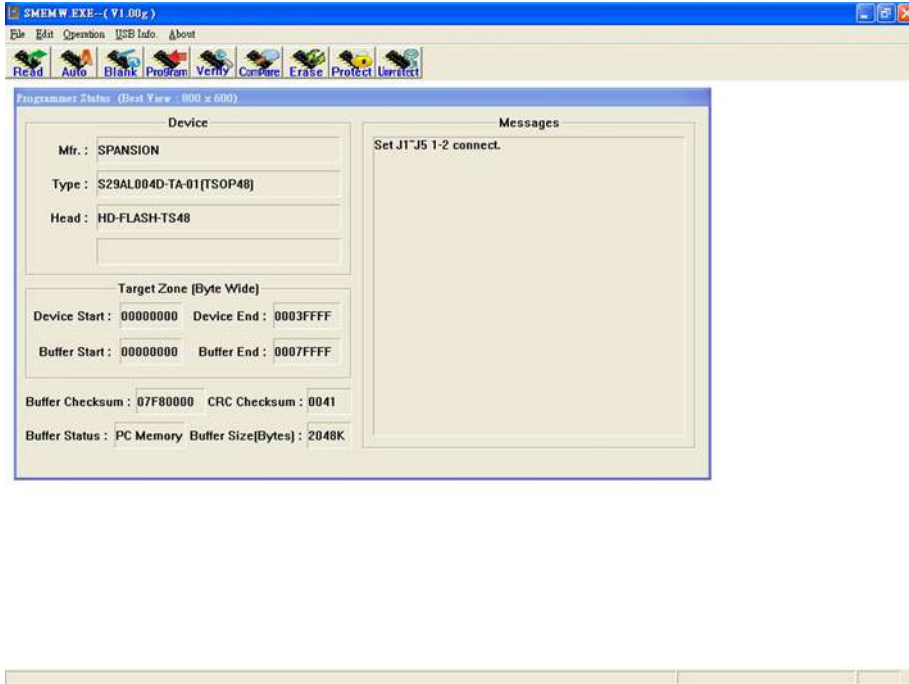 SMEMW.EXE--( V1.00g )
File Edit Operation USB Info. About
Read Auto Blank Program Verify Compare Erase Protect Unprotect
Programmer Status (Best View : 800 x 600)
Device
Mfr. : SPANSION
Type : S29AL004D-TA-01(TSOP48)
Head : HD-FLASH-TS48
Target Zone (Byte Wide)
Device Start : 00000000 Device End : 0003FFFF
Buffer Start : 00000000 Buffer End : 0007FFFF
Buffer Checksum : 07F80000 CRC Checksum : 0041
Buffer Status : PC Memory Buffer Size(Bytes) : 2048K
Messages
Set J1~J5 1-2 connect.